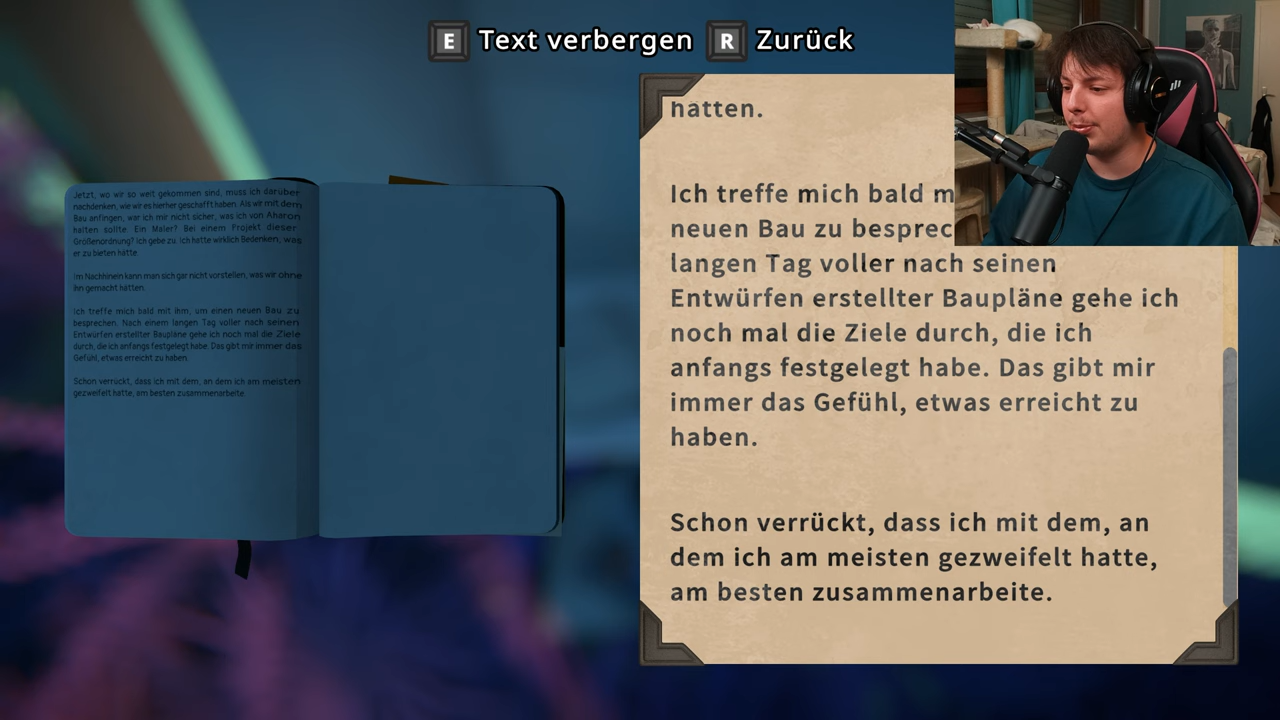 E Text verbergen R Zurück
Jetzt, wo wir so weit gekommen sind, muss ich darüber
nachdenken, wie wir es hierher geschafft haben. Als wir mit dem
Bau anfingen, war ich mir nicht sicher, was ich von Aharon
halten sollte. Ein Maler? Bei einem Projekt dieser
Größenordnung? Ich gebe zu, ich hatte wirklich Bedenken, was
er zu bieten hatte.
Im Nachhinein kann man sich gar nicht vorstellen, was wir ohne
ihn gemacht hätten.
Ich treffe mich bald mit ihm, um einen neuen Bau zu
besprechen. Nach einem langen Tag voller nach seinen
Entwürfen erstellter Baupläne gehe ich noch mal die Ziele
durch, die ich anfangs festgelegt habe. Das gibt mir immer das
Gefühl, etwas erreicht zu haben.
Schon verrückt, dass ich mit dem, an dem ich am meisten
gezweifelt hatte, am besten zusammenarbeite.
hatten.
Ich treffe mich bald m
neuen Bau zu besprec
langen Tag voller nach seinen
Entwürfen erstellter Baupläne gehe ich
noch mal die Ziele durch, die ich
anfangs festgelegt habe. Das gibt mir
immer das Gefühl, etwas erreicht zu
haben.
Schon verrückt, dass ich mit dem, an
dem ich am meisten gezweifelt hatte,
am besten zusammenarbeite.